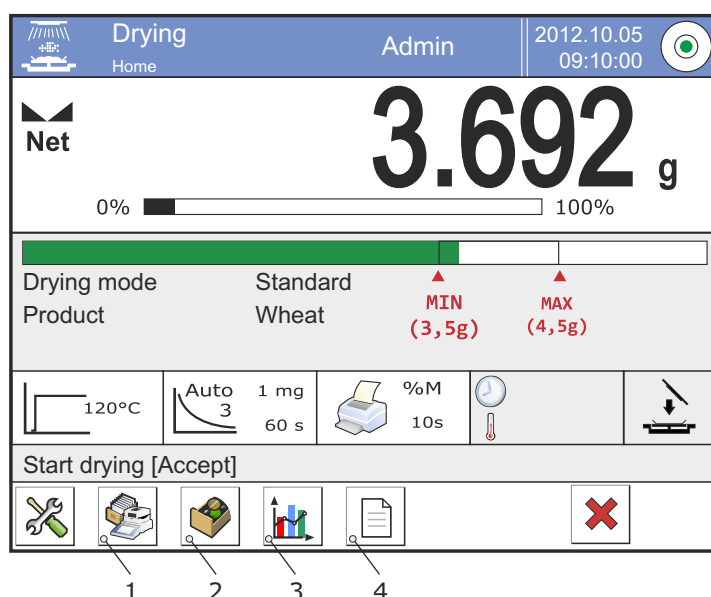 Drying
Home
Admin
2012.10.05
09:10:00
Net
3.692 g
0% 100%
Drying mode Standard
Product Wheat
MIN
(3,5g)
MAX
(4,5g)
120°C
Auto
3
1 mg
60 s
%M
10s
Start drying [Accept]
1 2 3 4